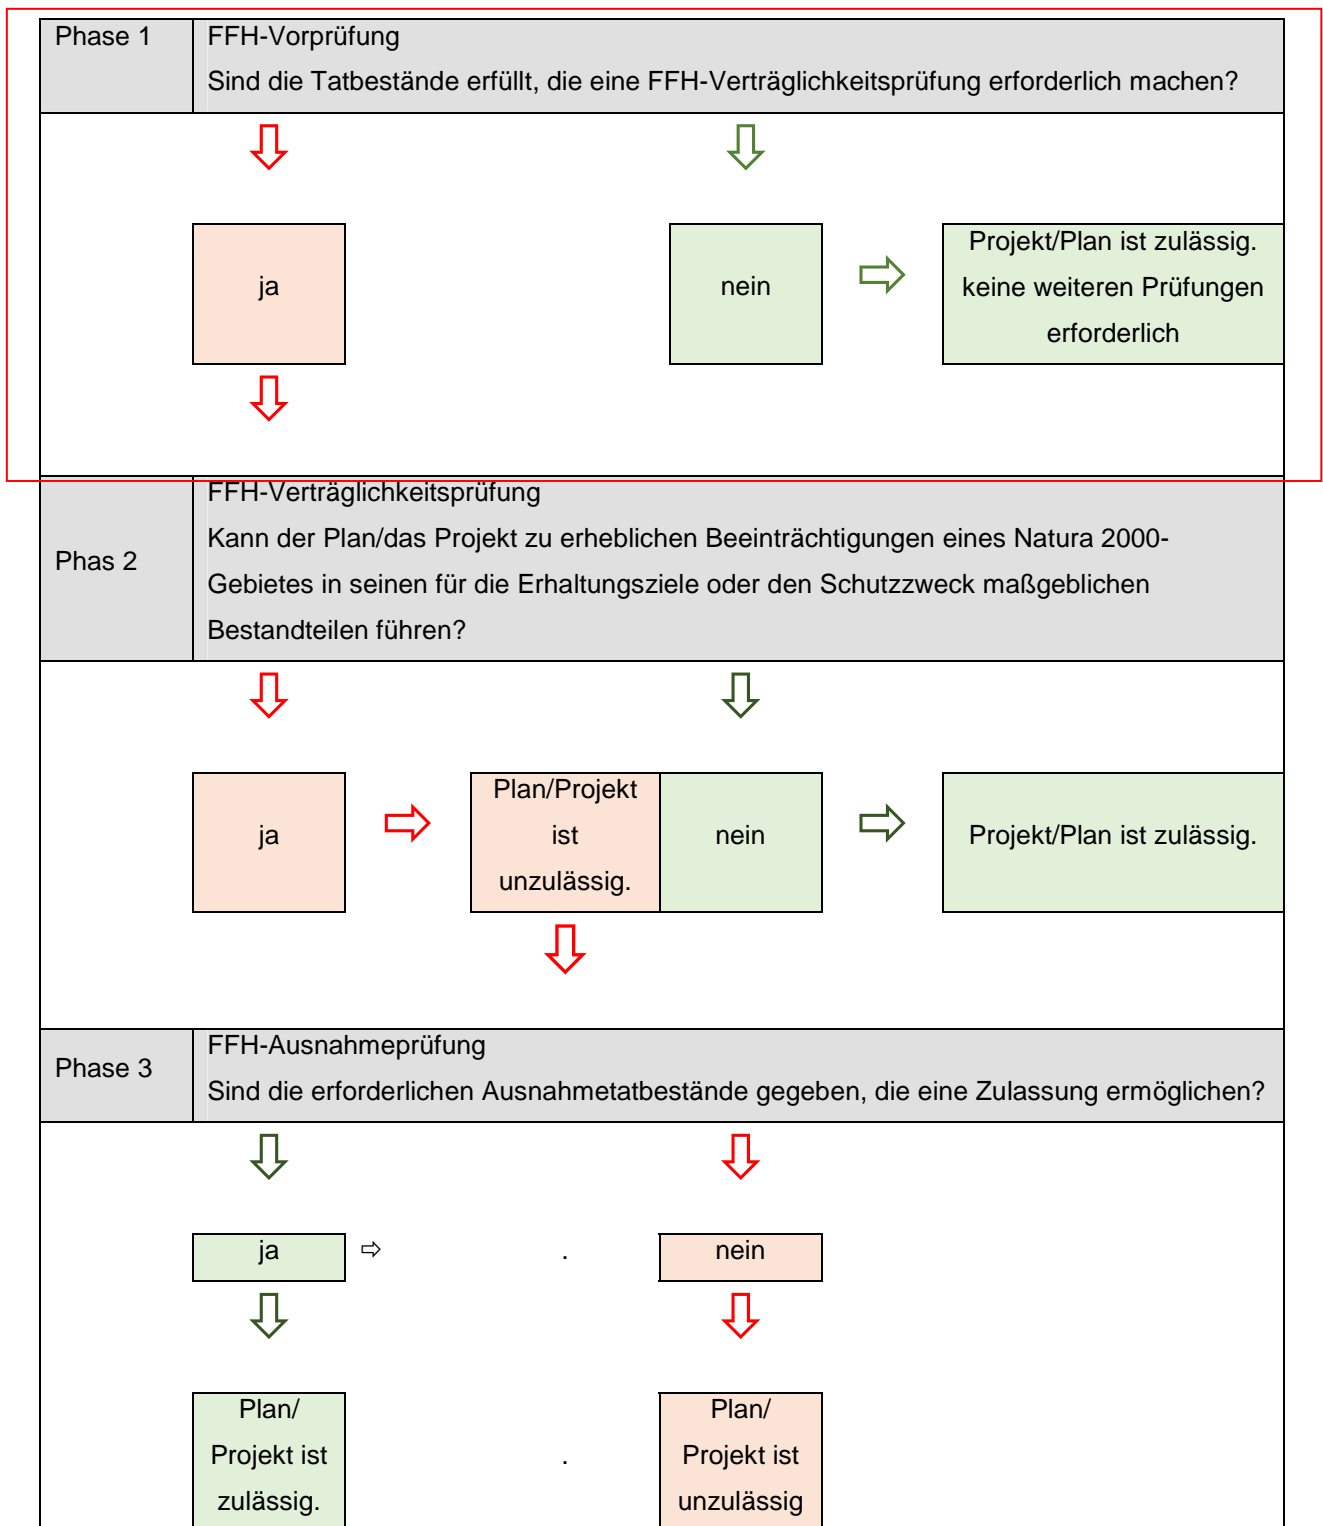 Phase 1
FFH-Vorprüfung
Sind die Tatbestände erfüllt, die eine FFH-Verträglichkeitsprüfung erforderlich machen?
ja
nein
Projekt/Plan ist zulässig.
keine weiteren Prüfungen
erforderlich
Phas 2
FFH-Verträglichkeitsprüfung
Kann der Plan/das Projekt zu erheblichen Beeinträchtigungen eines Natura 2000-
Gebietes in seinen für die Erhaltungsziele oder den Schutzzweck maßgeblichen
Bestandteilen führen?
ja
Plan/Projekt
ist
unzulässig.
nein
Projekt/Plan ist zulässig.
Phase 3
FFH-Ausnahmeprüfung
Sind die erforderlichen Ausnahmetatbestände gegeben, die eine Zulassung ermöglichen?
ja ⇨
.
nein
Plan/
Projekt ist
zulässig.
.
Plan/
Projekt ist
unzulässig